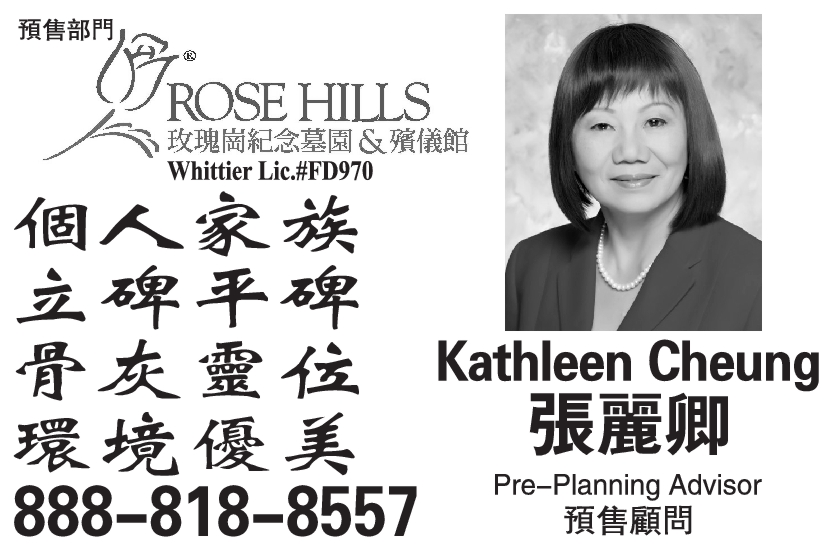 預售部門
®
ROSE HILLS
玫瑰崗紀念墓園 & 殯儀館
Whittier Lic.#FD970
個人家族
立碑平碑
骨灰靈位
環境優美
888-818-8557
Kathleen Cheung
張麗卿
Pre-Planning Advisor
預售顧問